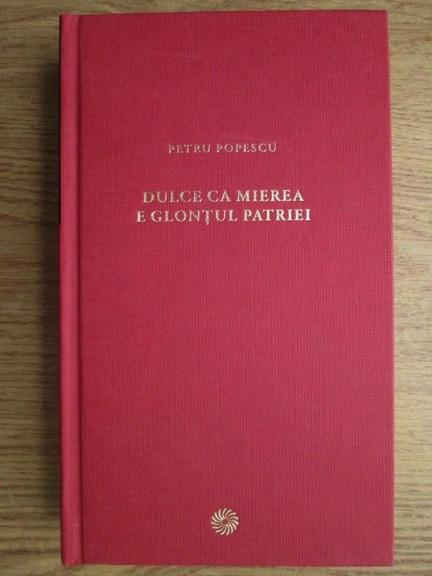 PETRU POPESCU
DULCE CA MIEREA
E GLONȚUL PATRIEI